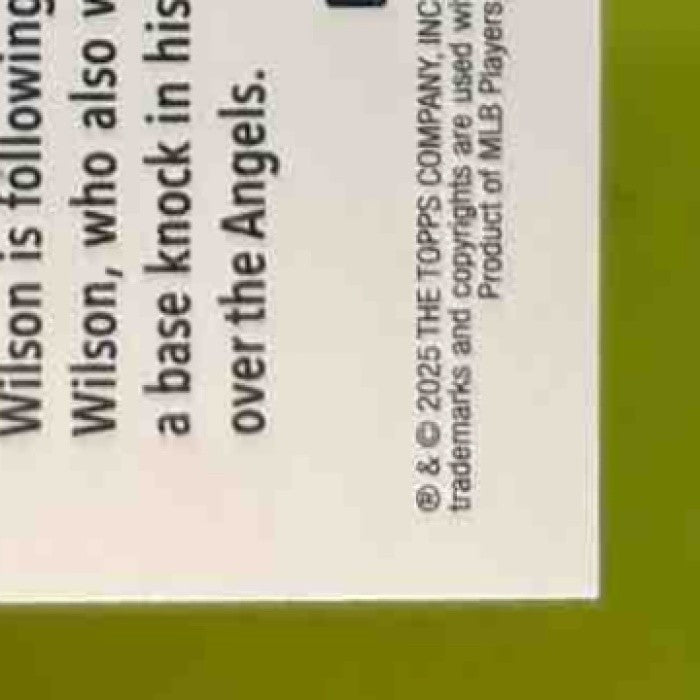 Wilson is following
Wilson, who also
a base knock in his
over the Angels.
® & © 2025 THE TOPPS COMPANY, INC
trademarks and copyrights are used
Product of MLB Players